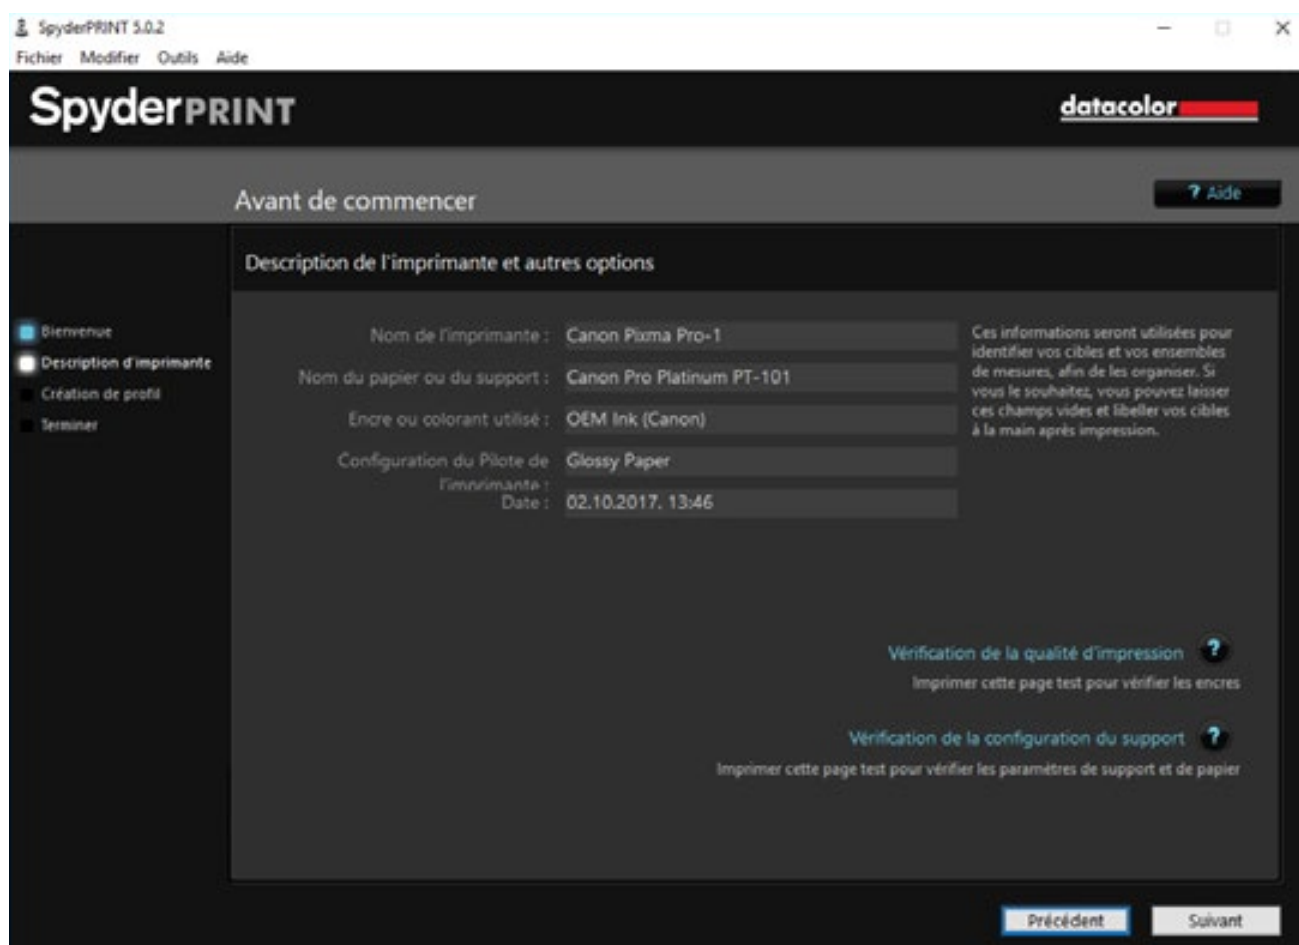 SpyderPRINT 5.0.2
Fichier Modifier Outils Aide
SpyderPRINT
datacolor
Avant de commencer
? Aide
Description de l'imprimante et autres options
Bienvenue
Description d'imprimante
Création de profil
Terminer
Nom de l'imprimante : Canon Pixma Pro-1
Nom du papier ou du support : Canon Pro Platinum PT-101
Encre ou colorant utilisé : OEM Ink (Canon)
Configuration du Pilote de l'imprimante : Glossy Paper
Date : 02.10.2017, 13:46
Ces informations seront utilisées pour
identifier vos cibles et vos ensembles
de mesures, afin de les organiser. Si
vous le souhaitez, vous pouvez laisser
ces champs vides et libeller vos cibles
à la main après impression.
Vérification de la qualité d'impression ?
Imprimer cette page test pour vérifier les encres
Vérification de la configuration du support ?
Imprimer cette page test pour vérifier les paramètres de support et de papier
Précédent Suivant